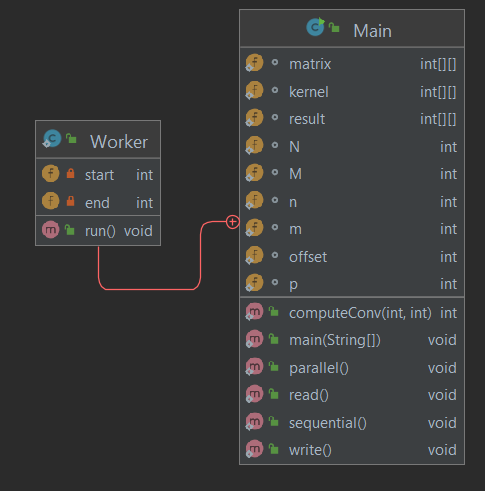 Worker
start int
end int
run() void
Main
matrix int[][]
kernel int[][]
result int[][]
N int
M int
n int
m int
offset int
p int
computeConv(int, int) int
main(String[]) void
parallel() void
read() void
sequential() void
write() void